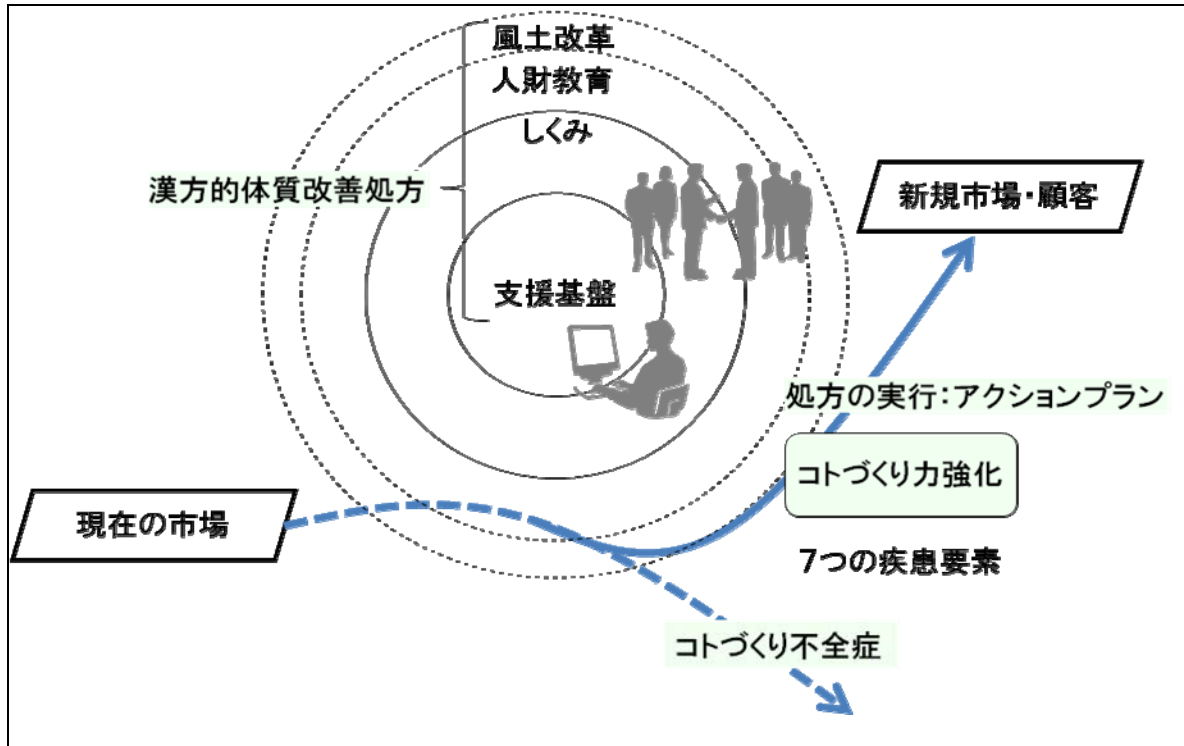 風土改革
人財教育
しくみ
漢方的体質改善処方
新規市場・顧客
支援基盤
処方の実行：アクションプラン
コトづくり力強化
現在の市場
7つの疾患要素
コトづくり不全症